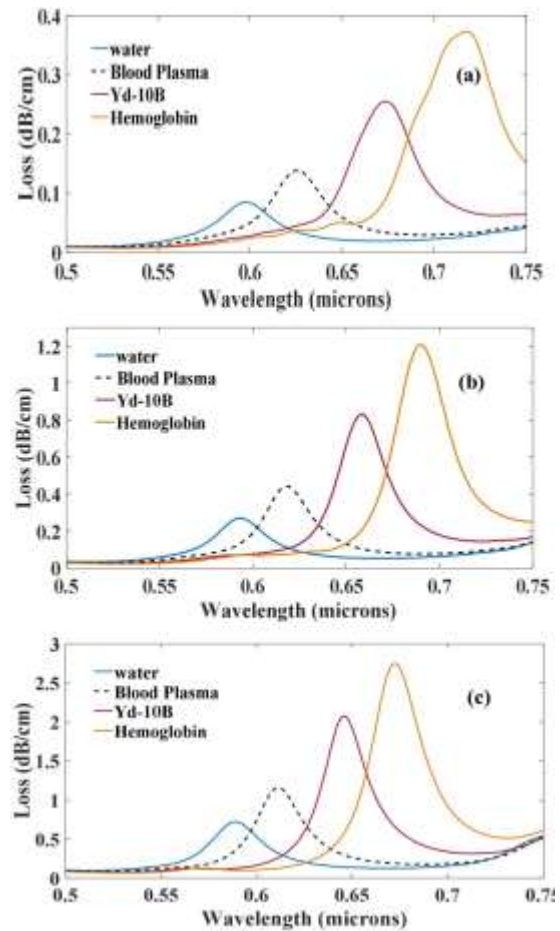 0.4
0.3
0.2
0.1
0
Loss (dB/cm)
water
Blood Plasma
Yd-10B
Hemoglobin
(a)
0.5 0.55 0.6 0.65 0.7 0.75
Wavelength (microns)
1.2
1
0.8
0.6
0.4
0.2
0
Loss (dB/cm)
water
Blood Plasma
Yd-10B
Hemoglobin
(b)
0.5 0.55 0.6 0.65 0.7 0.75
Wavelength (microns)
3
2.5
2
1.5
1
0.5
0
Loss (dB/cm)
water
Blood Plasma
Yd-10B
Hemoglobin
(c)
0.5 0.55 0.6 0.65 0.7 0.75
Wavelength (microns)